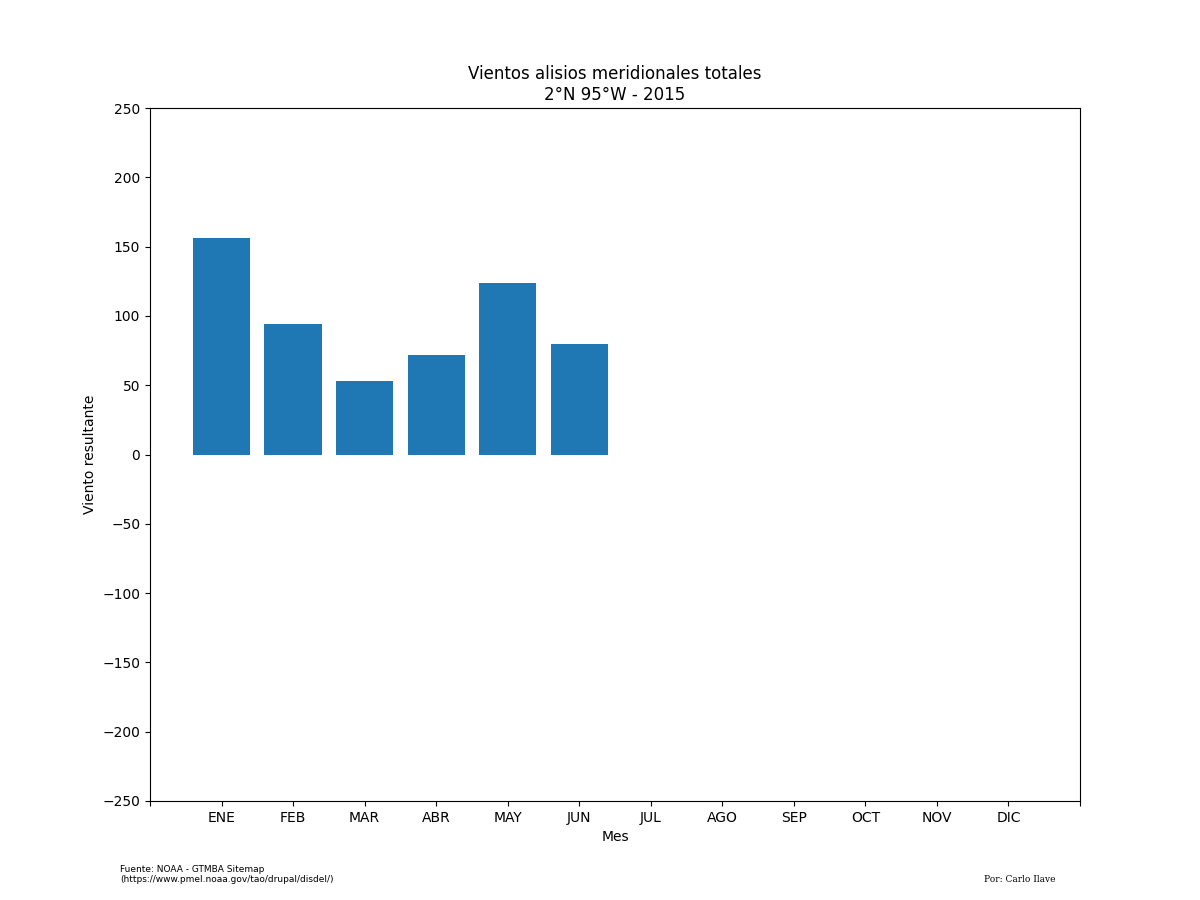 Vientos alisios meridionales totales
2°N 95°W - 2015
250
200
150
100
50
0
−50
−100
−150
−200
−250
Viento resultante
ENE FEB MAR ABR MAY JUN JUL AGO SEP OCT NOV DIC
Mes
Fuente: NOAA - GTMBA Sitemap
(https://www.pmel.noaa.gov/tao/drupal/disdel/)
Por: Carlo Ilave